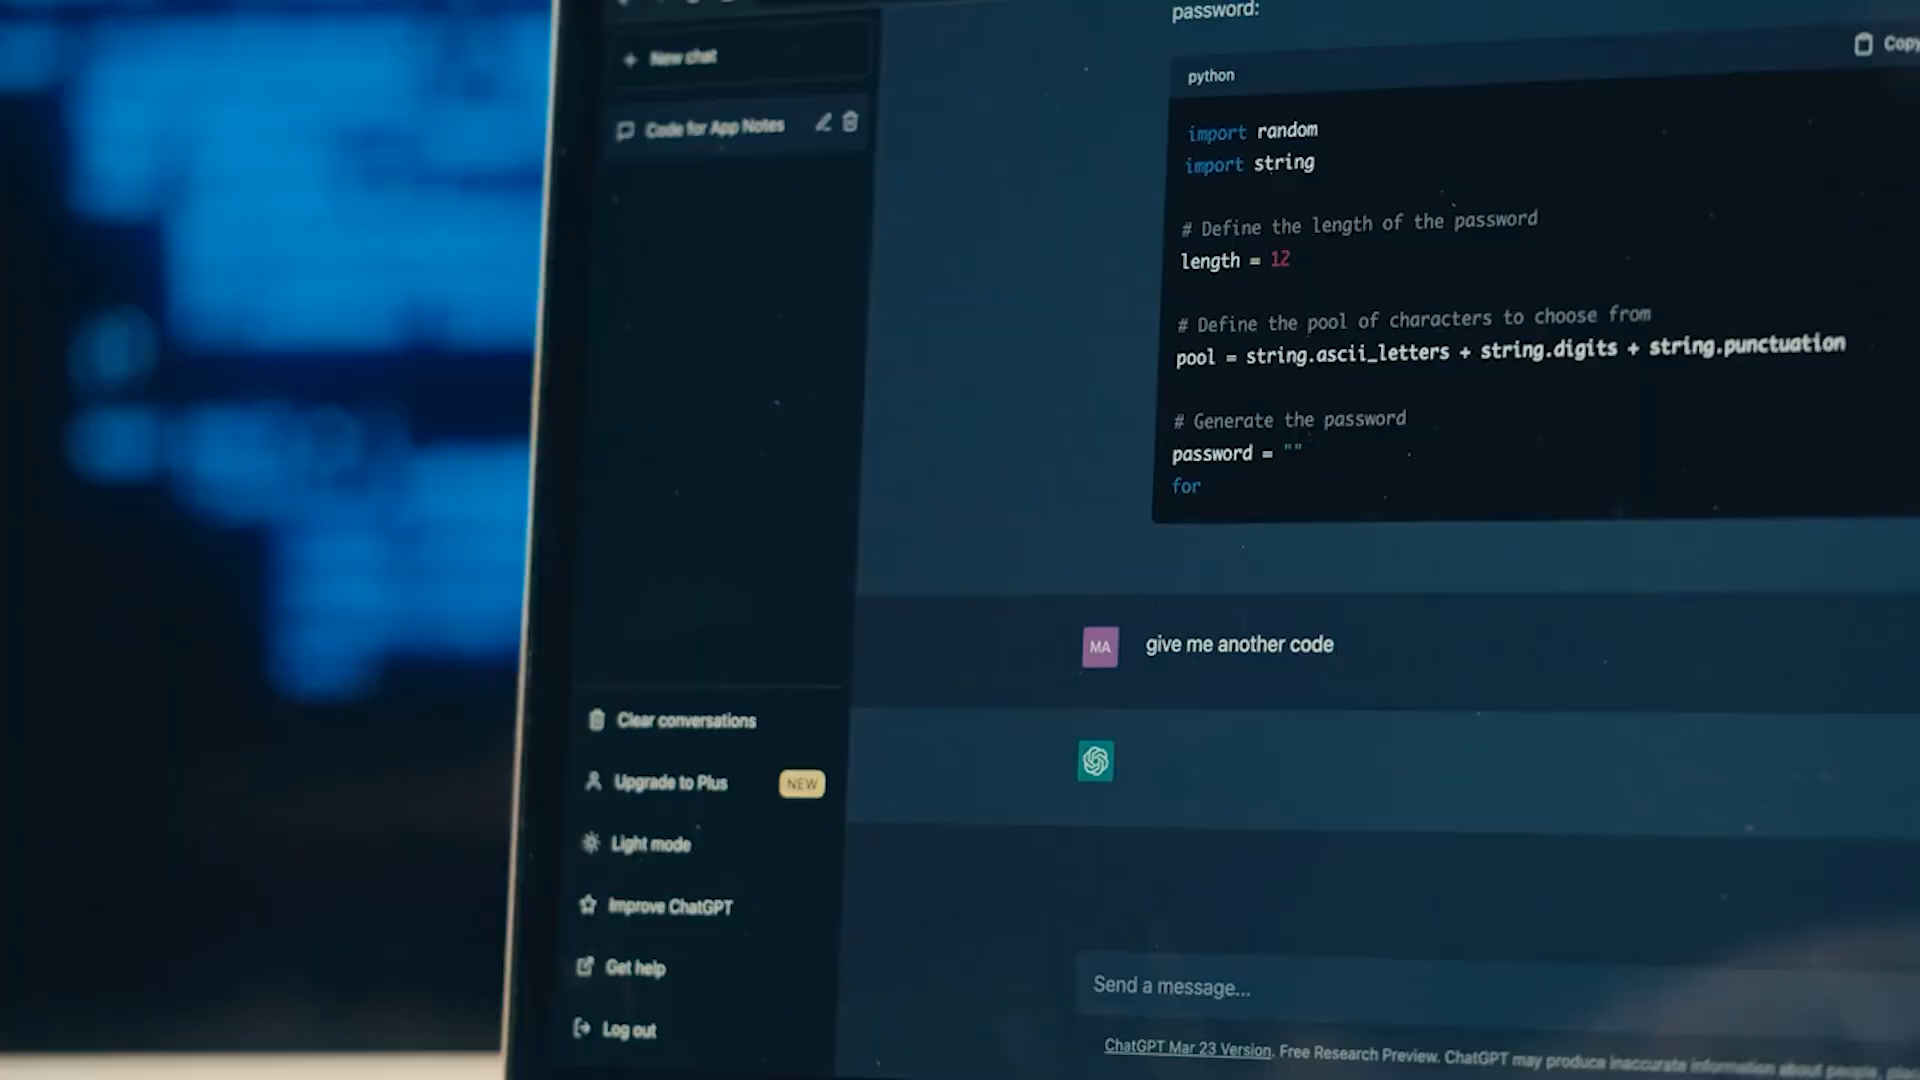 New chat
Code for App Notes
Clear conversations
Upgrade to Plus
NEW
Light mode
Improve ChatGPT
Get help
Log out
password:
python
Copy
import random
import string
# Define the length of the password
length = 12
# Define the pool of characters to choose from
pool = string.ascii_letters + string.digits + string.punctuation
# Generate the password
password = ""
for
MA
give me another code
Send a message...
ChatGPT Mar 23 Version. Free Research Preview. ChatGPT may produce inaccurate information about people,